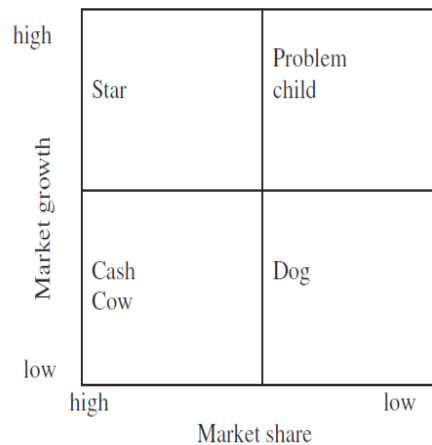 high
Star
Problem
child
Market growth
Cash
Cow
Dog
low
high
low
Market share